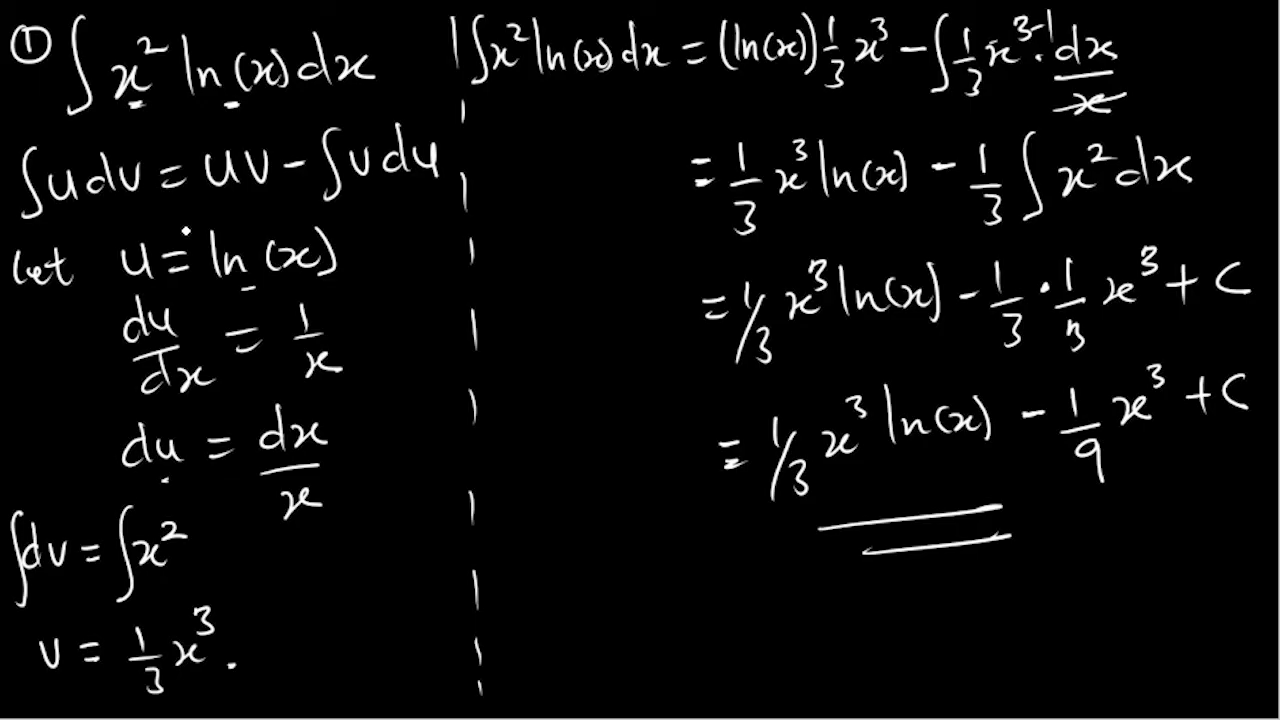 ① ∫ x² ln(x) dx
∫ u dv = uv - ∫ v du
let u = ln(x)
du/dx = 1/x
du = dx/x
∫ dv = ∫ x²
v = 1/3 x³.
∫ x² ln(x) dx = (ln(x)) 1/3 x³ - ∫ 1/3 x³⁻¹ · dx/x
= 1/3 x³ ln(x) - 1/3 ∫ x² dx
= 1/3 x³ ln(x) - 1/3 · 1/3 x³ + C
= 1/3 x³ ln(x) - 1/9 x³ + C